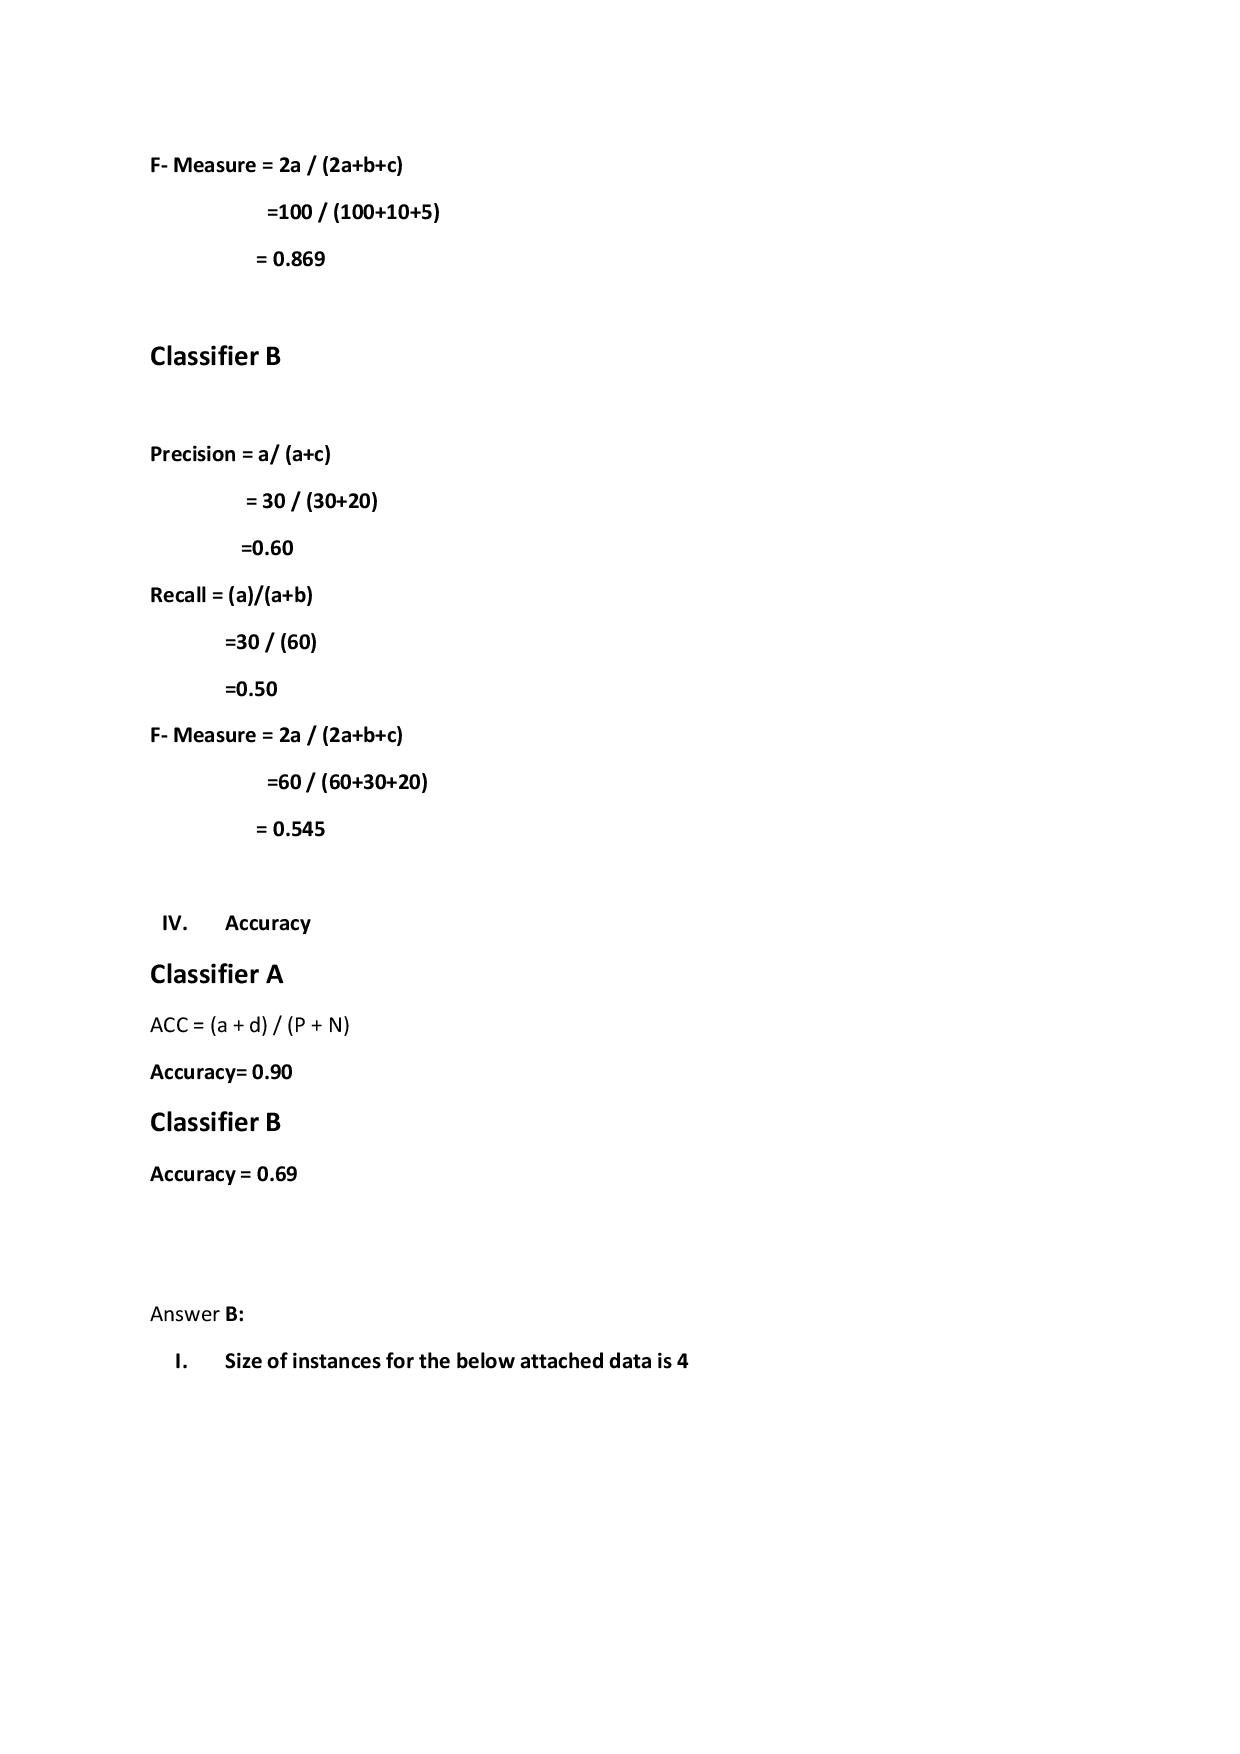 F- Measure = 2a / (2a+b+c)
=100 / (100+10+5)
= 0.869
Classifier B
Precision = a/ (a+c)
= 30 / (30+20)
=0.60
Recall = (a)/(a+b)
=30 / (60)
=0.50
F- Measure = 2a / (2a+b+c)
=60 / (60+30+20)
= 0.545
IV. Accuracy
Classifier A
ACC = (a + d) / (P + N)
Accuracy= 0.90
Classifier B
Accuracy = 0.69
Answer B:
I. Size of instances for the below attached data is 4